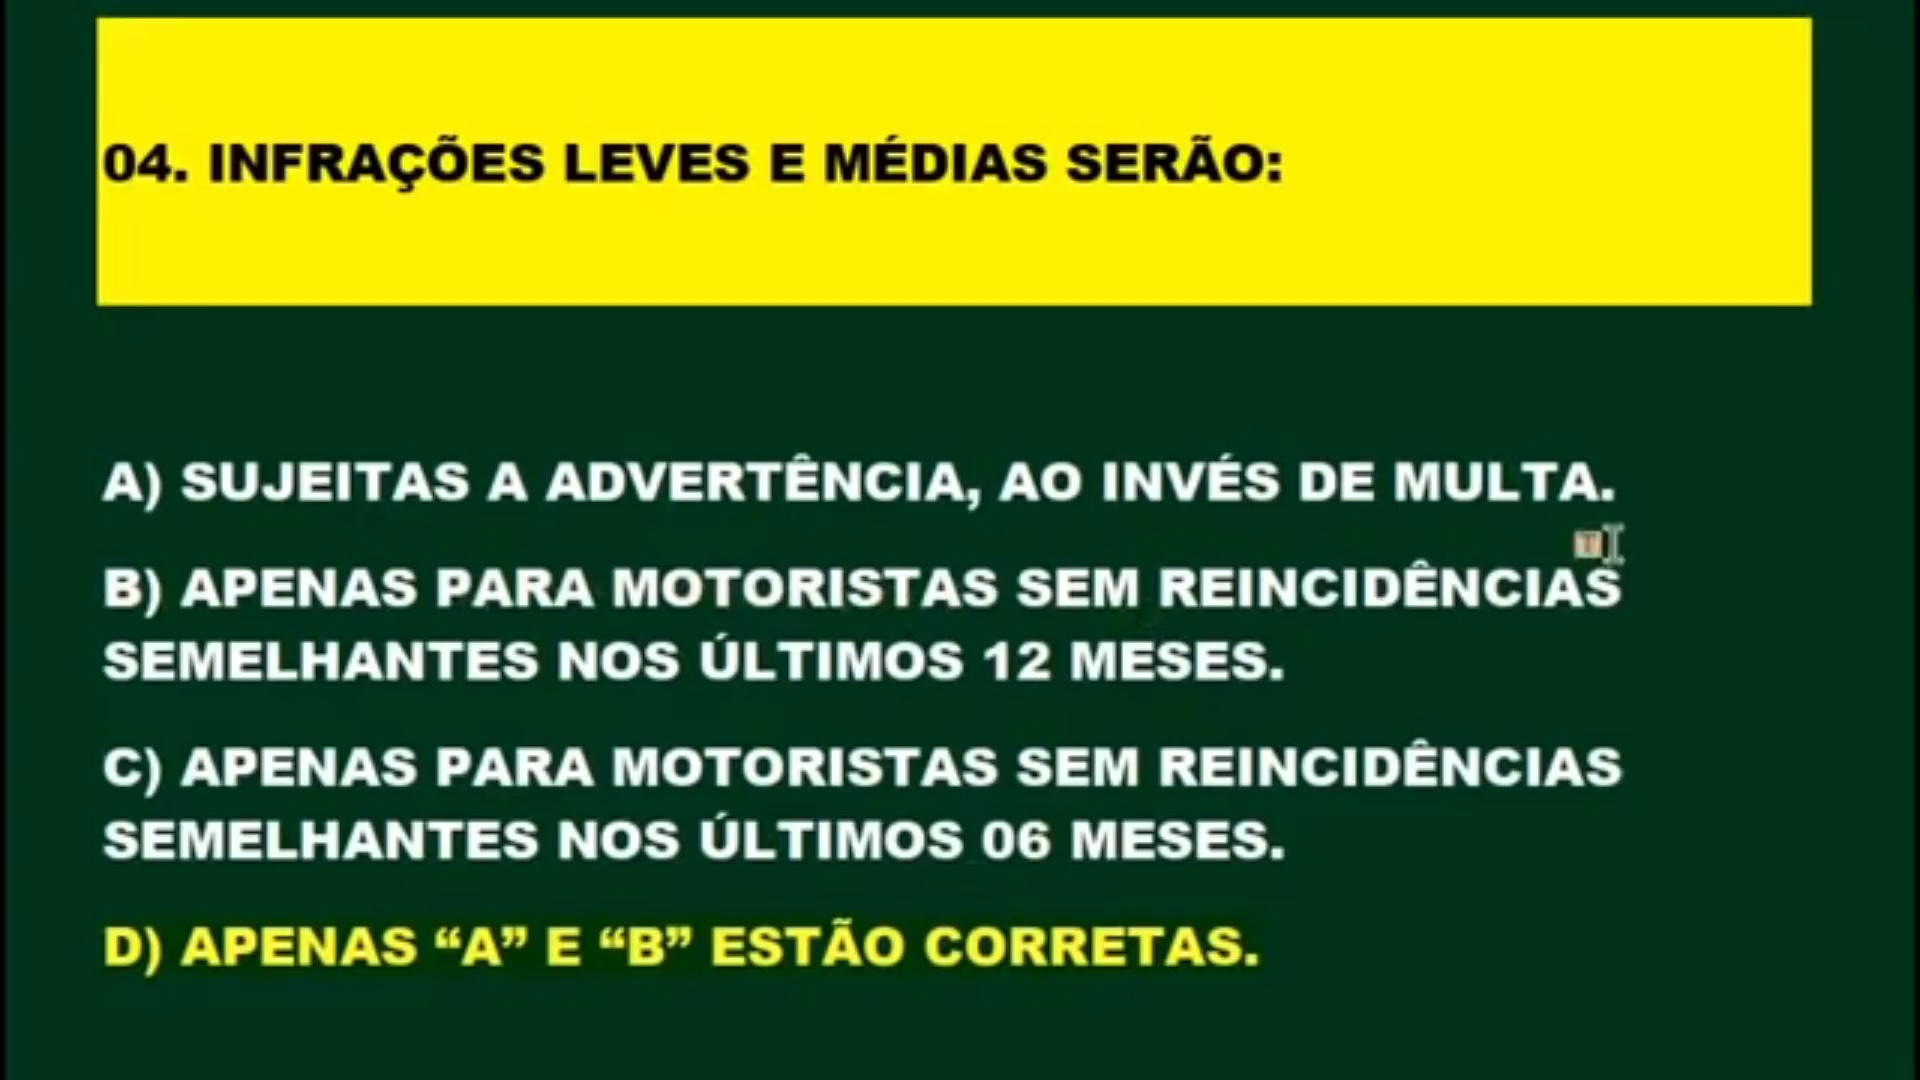 04. INFRAÇÕES LEVES E MÉDIAS SERÃO:
A) SUJEITAS A ADVERTÊNCIA, AO INVÉS DE MULTA.
B) APENAS PARA MOTORISTAS SEM REINCIDÊNCIAS
SEMELHANTES NOS ÚLTIMOS 12 MESES.
C) APENAS PARA MOTORISTAS SEM REINCIDÊNCIAS
SEMELHANTES NOS ÚLTIMOS 06 MESES.
D) APENAS “A” E “B” ESTÃO CORRETAS.